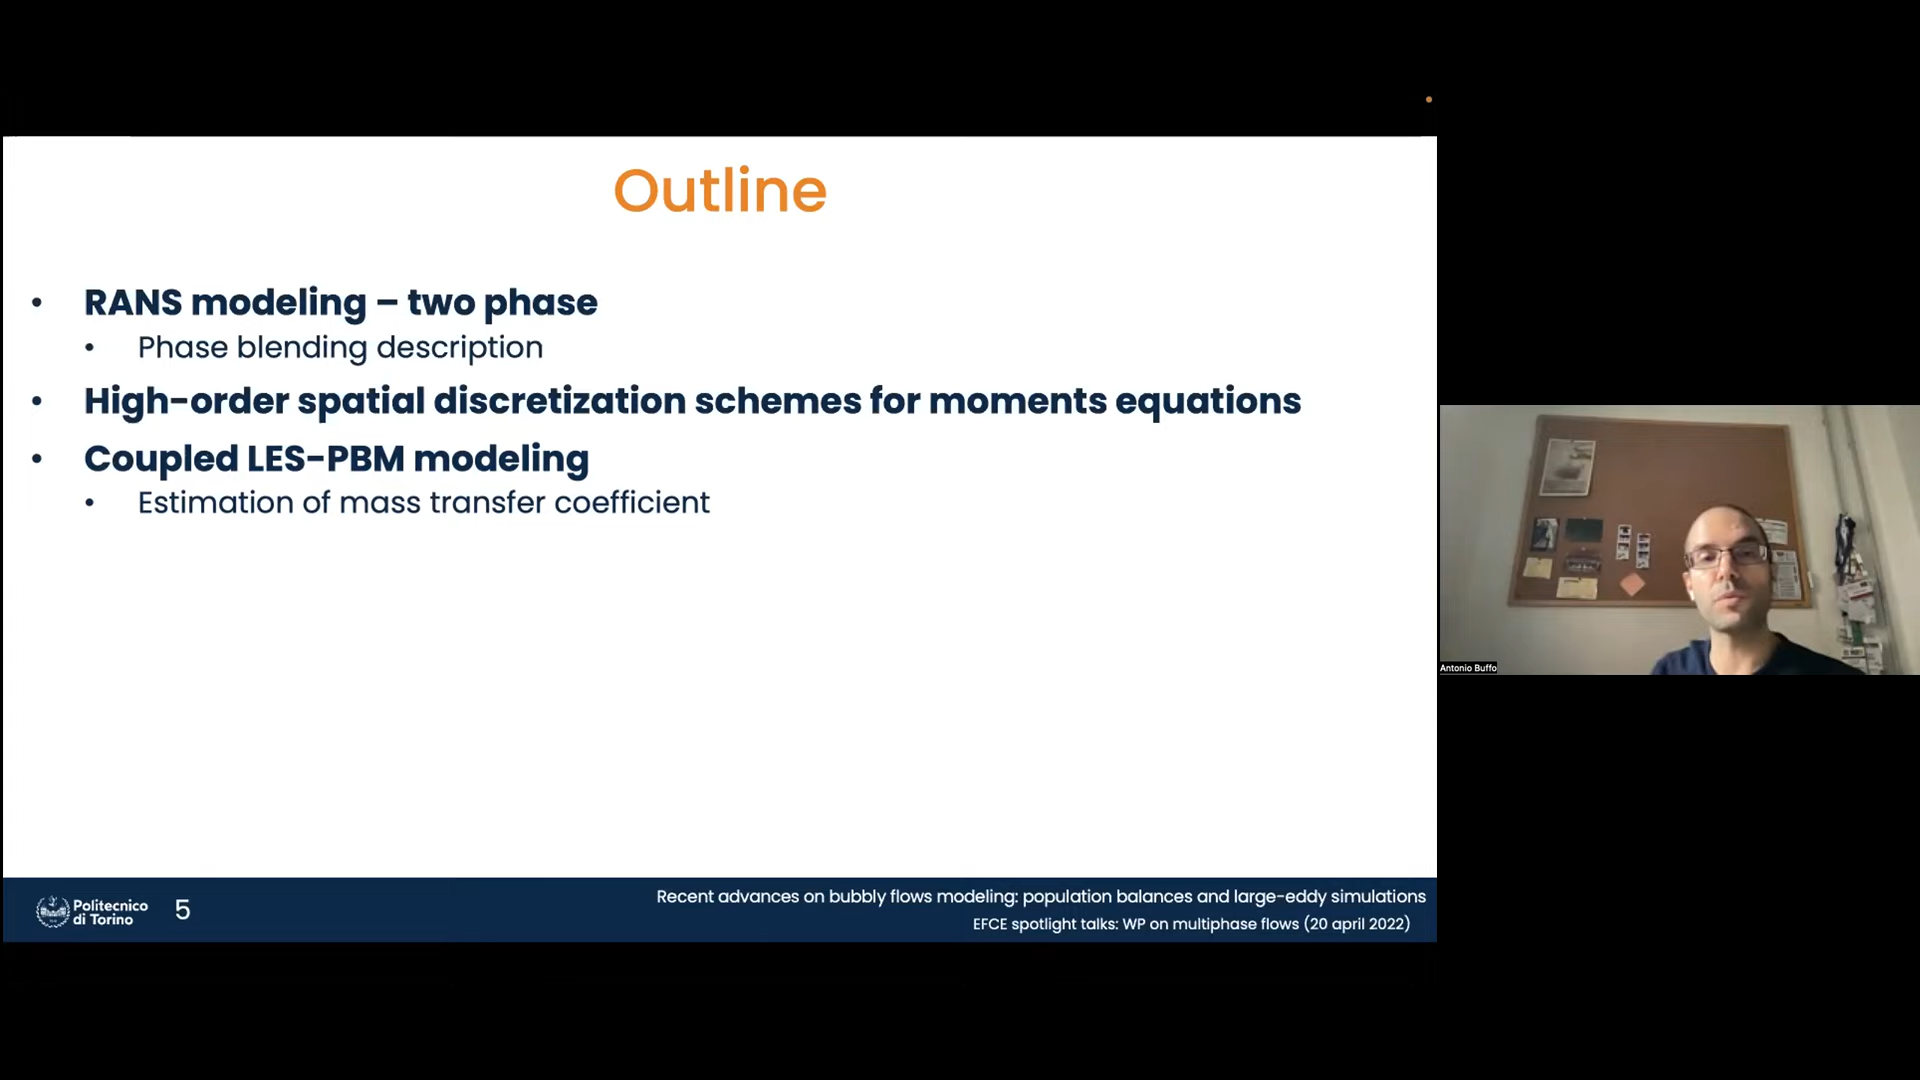 Outline
• RANS modeling – two phase
• Phase blending description
• High-order spatial discretization schemes for moments equations
• Coupled LES-PBM modeling
• Estimation of mass transfer coefficient
Politecnico
di Torino
5
Recent advances on bubbly flows modeling: population balances and large-eddy simulations
EFCE spotlight talks: WP on multiphase flows (20 april 2022)
Antonio Buffo